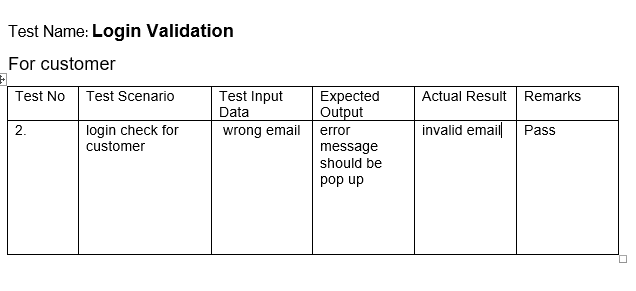 Test Name: Login Validation
For customer
Test No Test Scenario Test Input Data Expected Output Actual Result Remarks
2. login check for customer wrong email error message should be pop up invalid email Pass